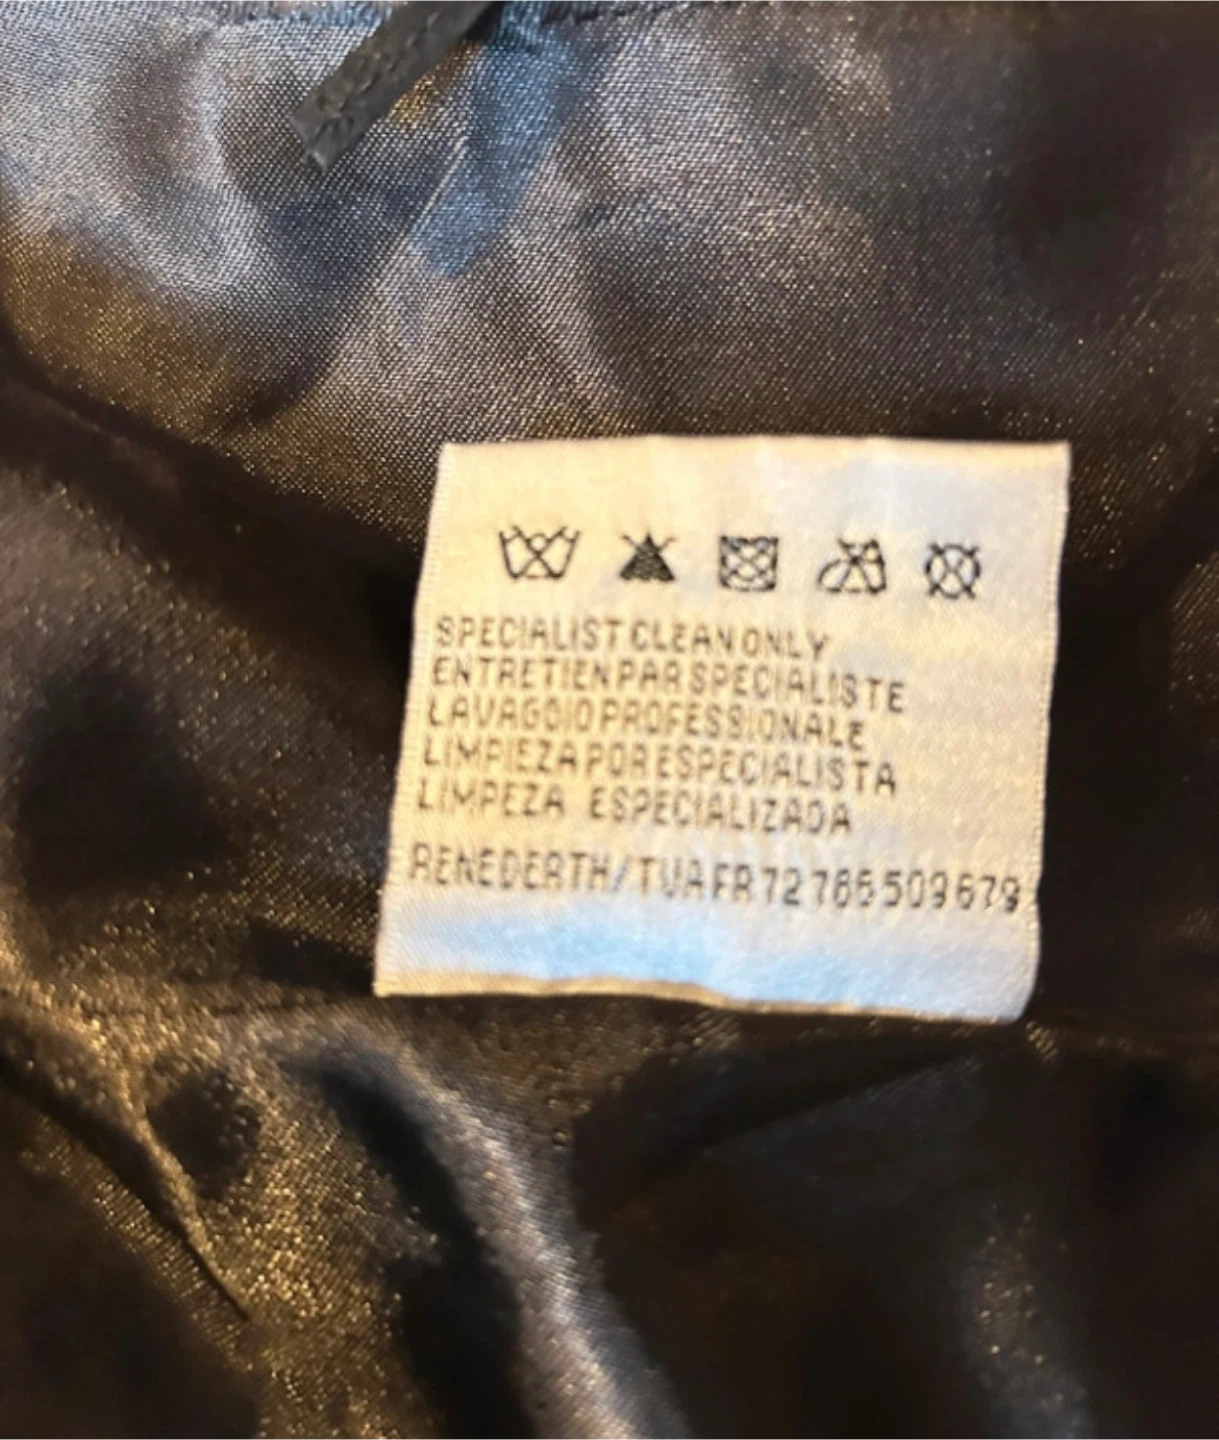 SPECIALIST CLEAN ONLY
ENTRETIEN PAR SPECIALISTE
LAVAGGIO PROFESSIONALE
LIMPIEZA POR ESPECIALISTA
LIMPEZA ESPECIALIZADA
RENEDERTH/TVA FR 72 766 509 679